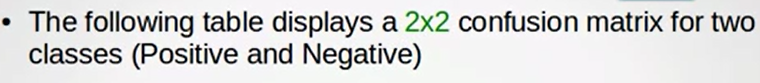 • The following table displays a 2x2 confusion matrix for two
classes (Positive and Negative)